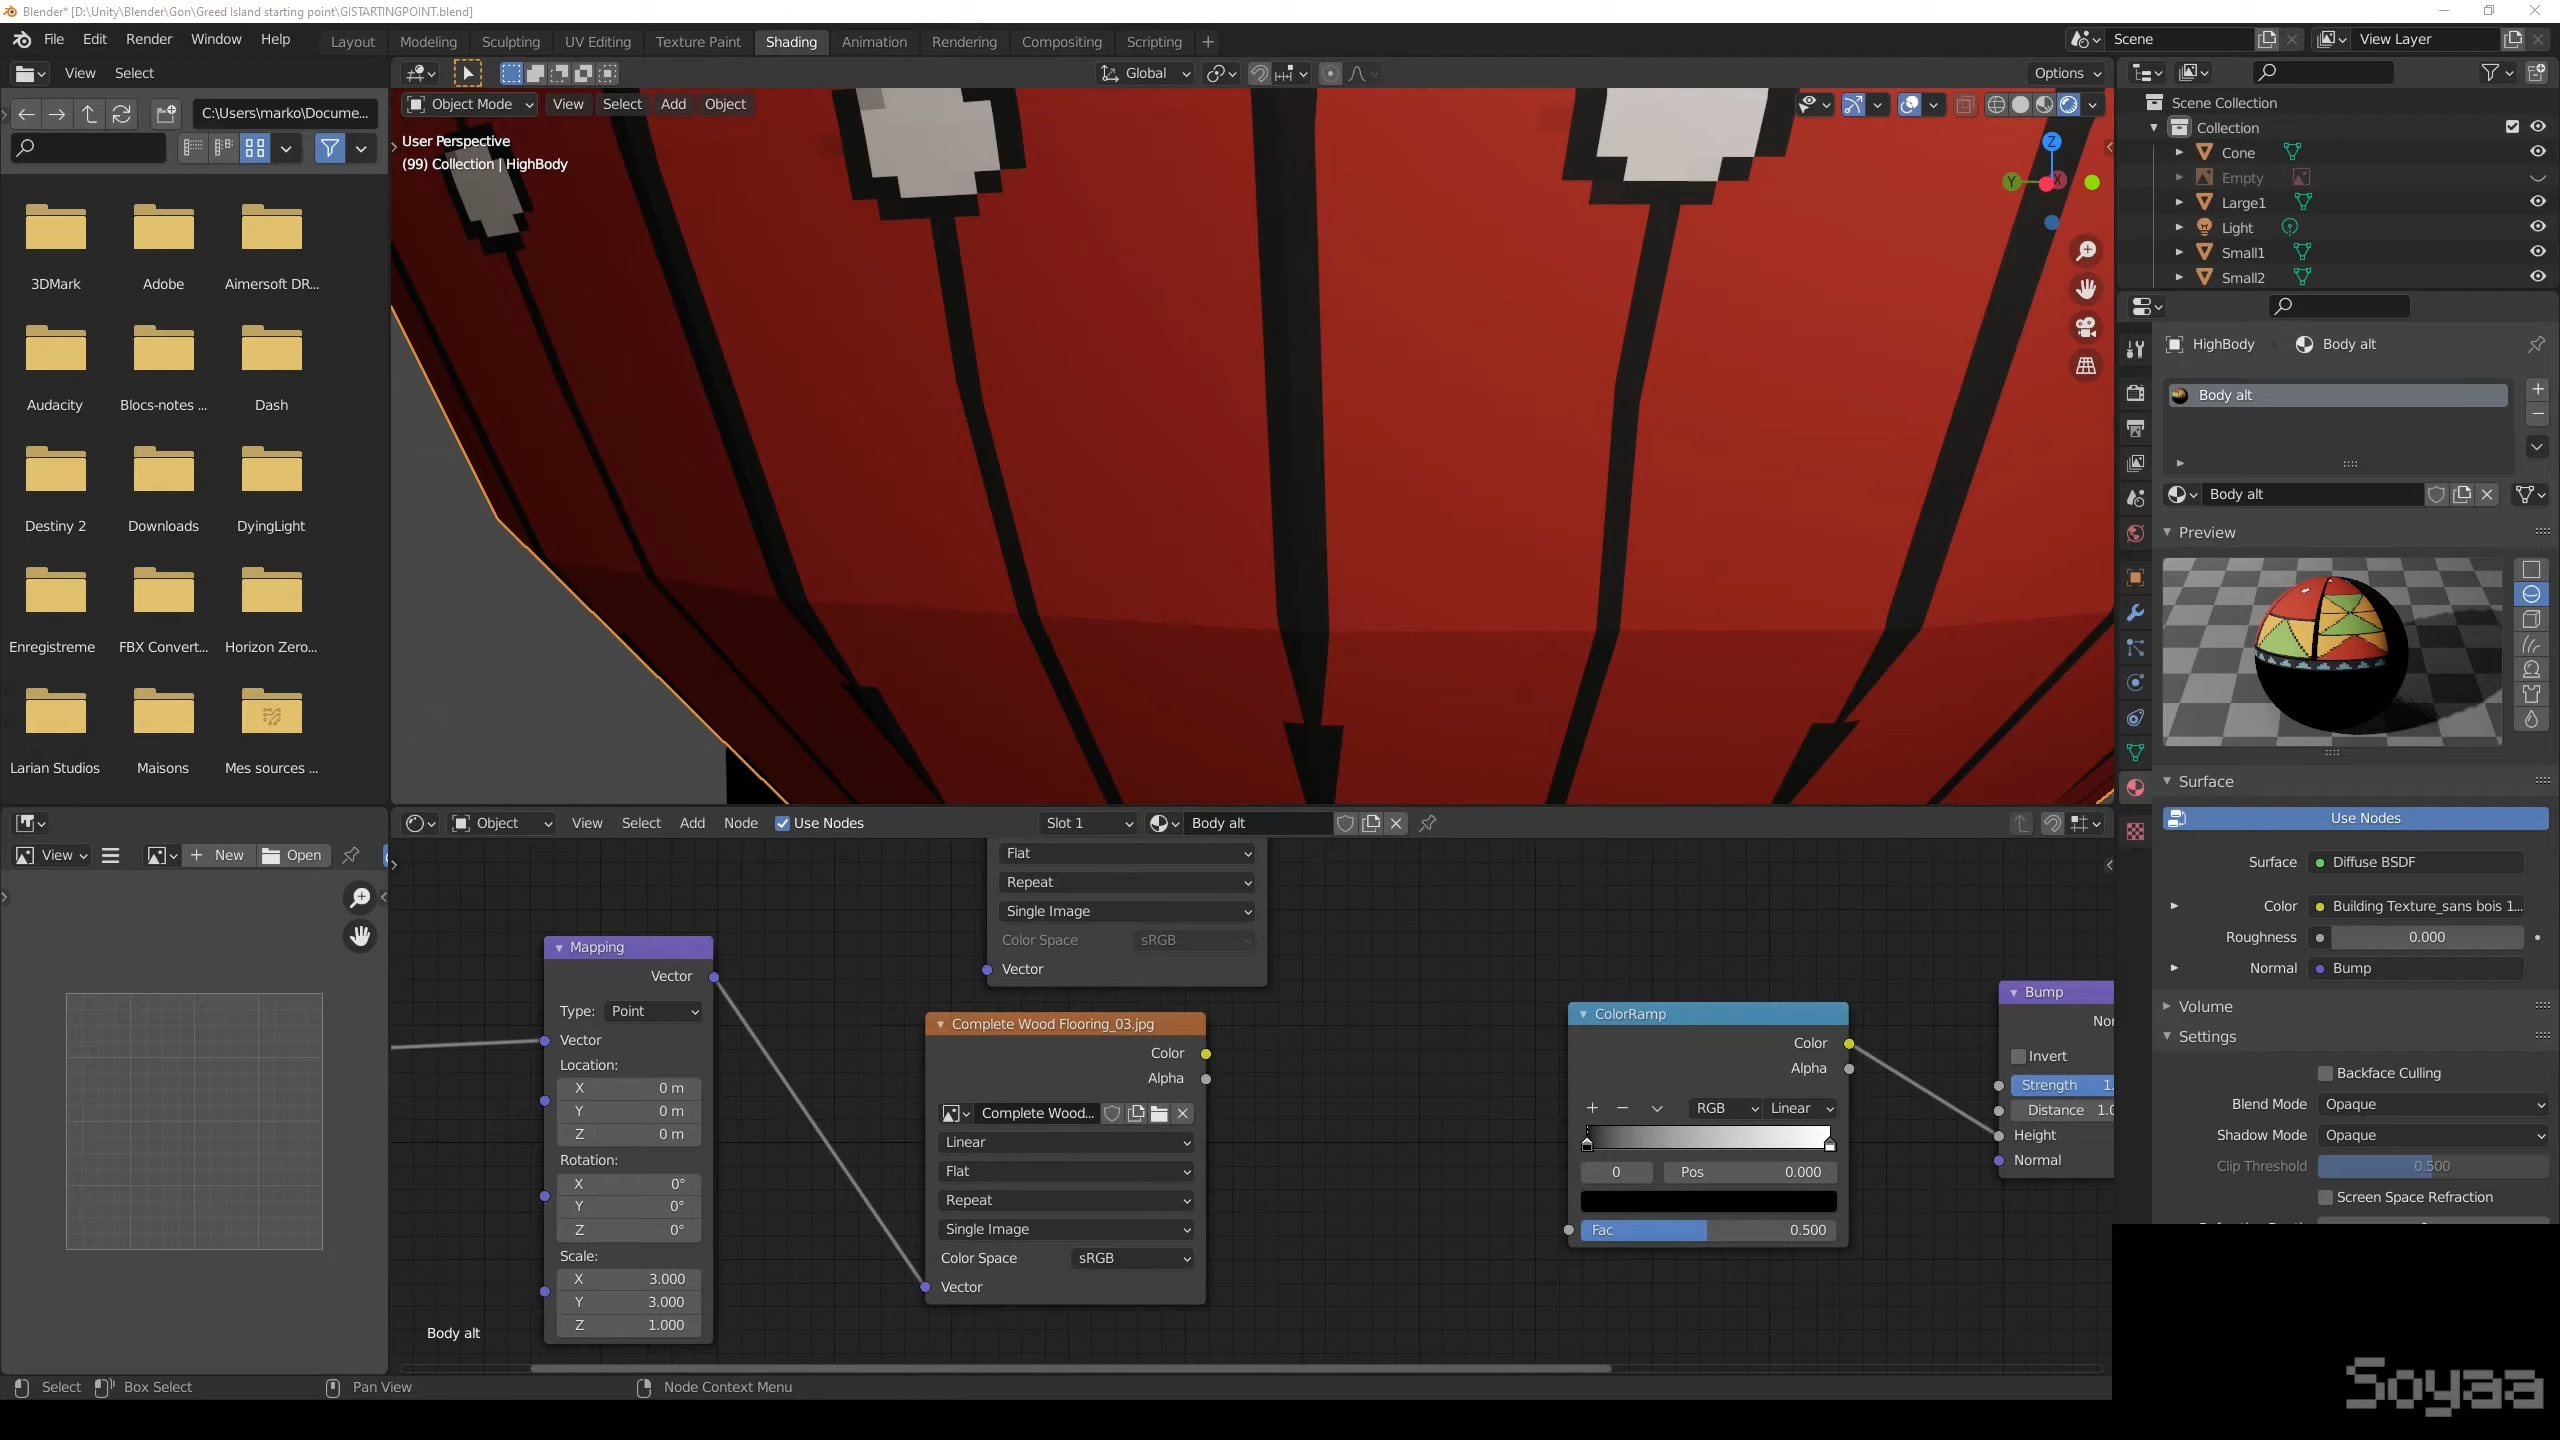 Blender* [D:\Unity\Blender\Gon\Greed Island starting point\GISTARTINGPOINT.blend]
File Edit Render Window Help
Layout Modeling Sculpting UV Editing Texture Paint Shading Animation Rendering Compositing Scripting
Scene
View Layer
View Select
Global
Options
C:\Users\marko\Docume...
Object Mode View Select Add Object
User Perspective
(99) Collection | HighBody
Z
Y
X
3DMark
Adobe
Aimersoft DR...
Audacity
Blocs-notes ...
Dash
Destiny 2
Downloads
DyingLight
Enregistreme
FBX Convert...
Horizon Zero...
Larian Studios
Maisons
Mes sources ...
Scene Collection
Collection
Cone
Empty
Large1
Light
Small1
Small2
HighBody
Body alt
Body alt
Body alt
Preview
Surface
Use Nodes
Surface Diffuse BSDF
Color Building Texture_sans bois 1...
Roughness 0.000
Normal Bump
Volume
Settings
Backface Culling
Blend Mode Opaque
Shadow Mode Opaque
Clip Threshold 0.500
Screen Space Refraction
View
New
Open
Object View Select Add Node Use Nodes
Slot 1
Body alt
Flat
Repeat
Single Image
Color Space sRGB
Vector
Mapping
Vector
Type: Point
Vector
Location:
X 0 m
Y 0 m
Z 0 m
Rotation:
X 0°
Y 0°
Z 0°
Scale:
X 3.000
Y 3.000
Z 1.000
Body alt
Complete Wood Flooring_03.jpg
Color
Alpha
Complete Wood...
Linear
Flat
Repeat
Single Image
Color Space sRGB
Vector
ColorRamp
Color
Alpha
RGB
Linear
0
Pos 0.000
Fac 0.500
Bump
Nor
Invert
Strength 1.
Distance 1.0
Height
Normal
Select
Box Select
Pan View
Node Context Menu
Soyaa